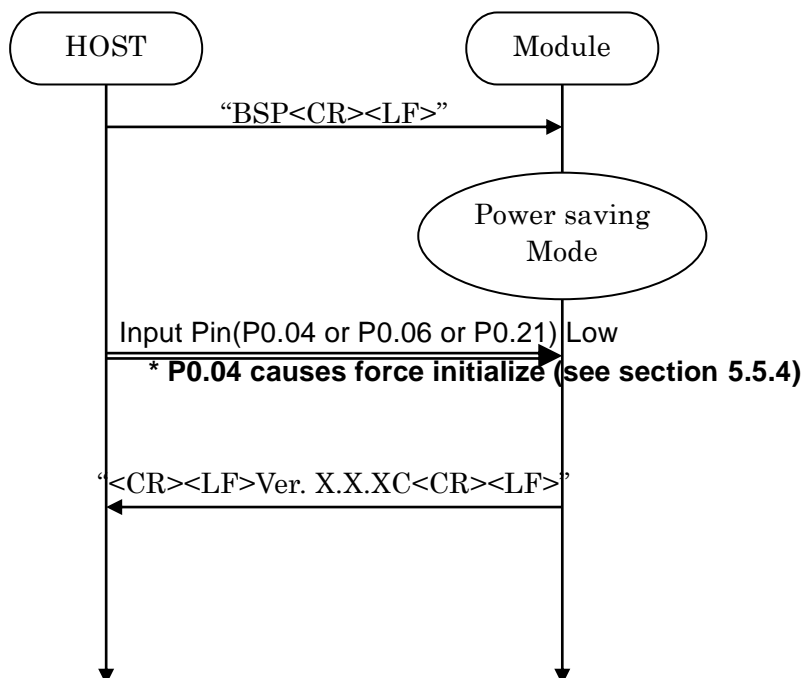 HOST
Module
“BSP<CR><LF>”
Power saving
Mode
Input Pin(P0.04 or P0.06 or P0.21) Low
* P0.04 causes force initialize (see section 5.5.4)
“<CR><LF>Ver. X.X.XC<CR><LF>”